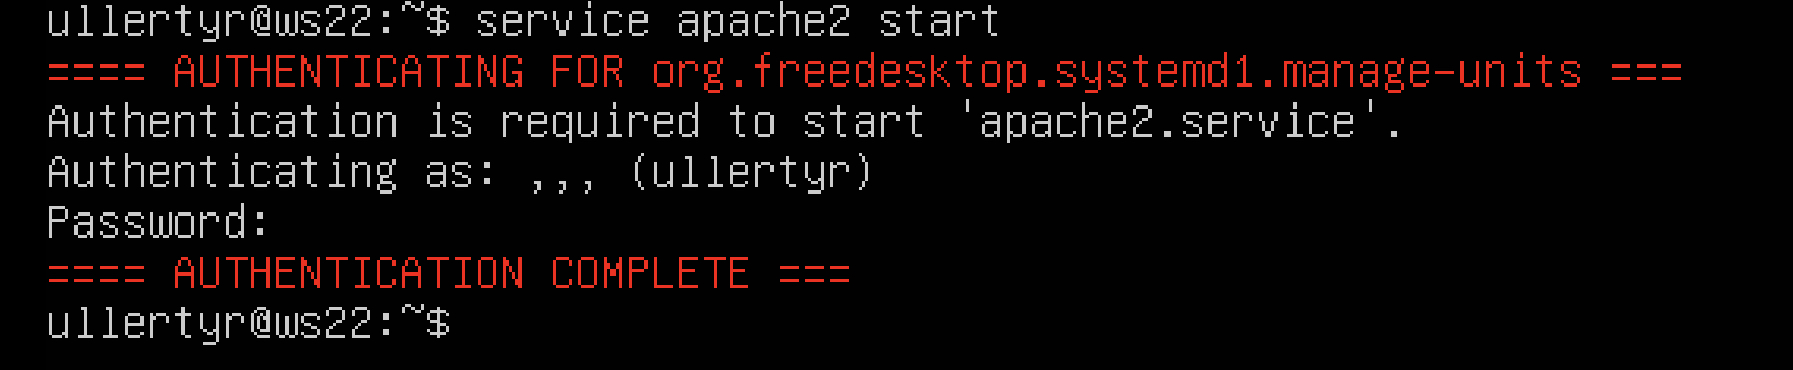 ullertyr@ws22:~$ service apache2 start
==== AUTHENTICATING FOR org.freedesktop.systemd1.manage-units ===
Authentication is required to start 'apache2.service'.
Authenticating as: ,,, (ullertyr)
Password:
==== AUTHENTICATION COMPLETE ===
ullertyr@ws22:~$